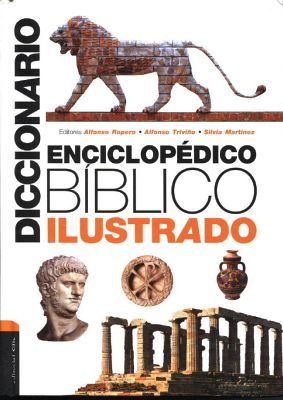 DICCIONARIO
Editores Alfonso Ropero • Alfonso Triviño • Silvia Martínez
ENCICLOPÉDICO
BÍBLICO
ILUSTRADO